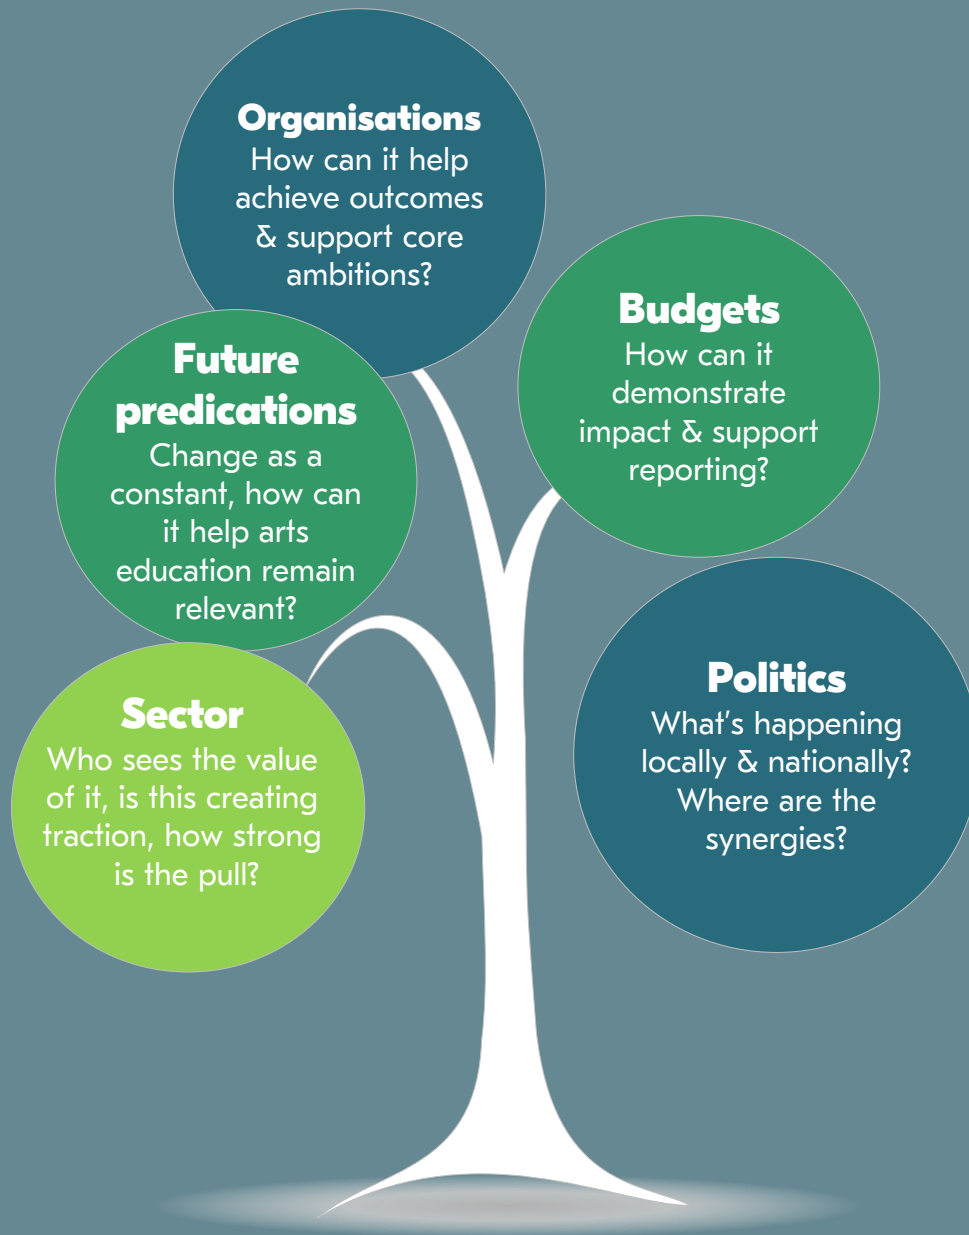 Organisations
How can it help
achieve outcomes
& support core
ambitions?
Budgets
How can it
demonstrate
impact & support
reporting?
Future
predications
Change as a
constant, how can
it help arts
education remain
relevant?
Politics
What's happening
locally & nationally?
Where are the
synergies?
Sector
Who sees the value
of it, is this creating
traction, how strong
is the pull?